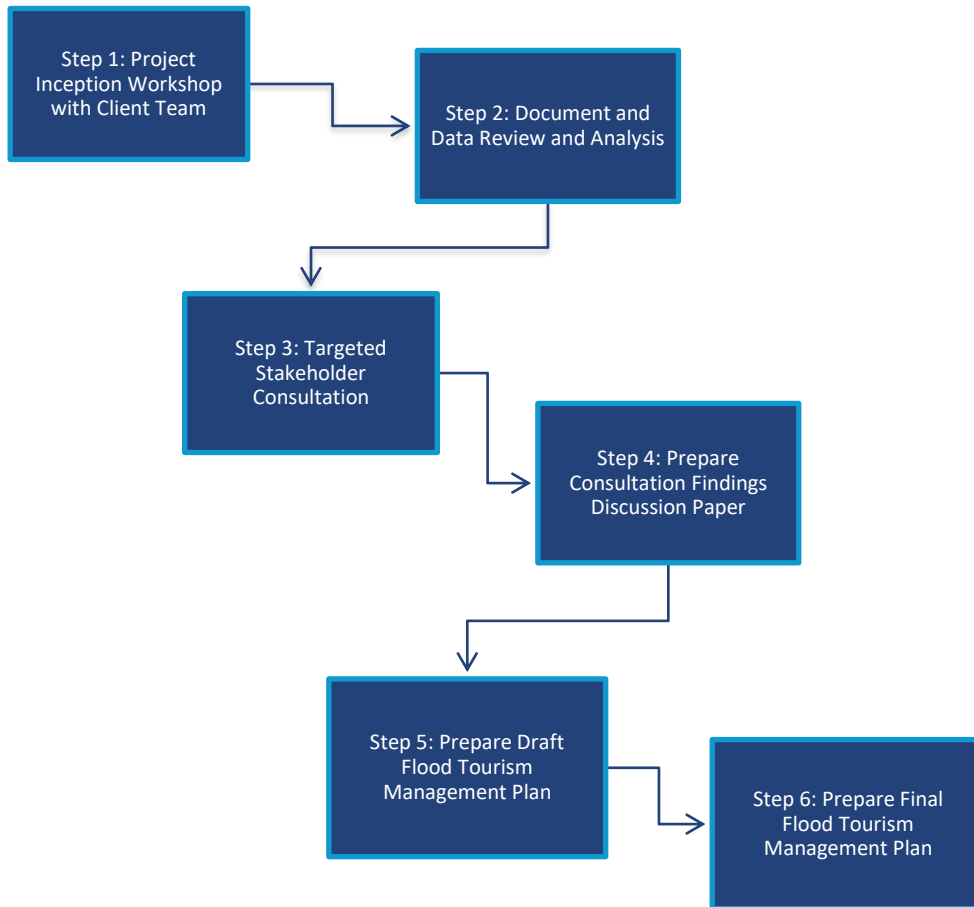 Step 1: Project
Inception Workshop
with Client Team
Step 2: Document and
Data Review and Analysis
Step 3: Targeted
Stakeholder
Consultation
Step 4: Prepare
Consultation Findings
Discussion Paper
Step 5: Prepare Draft
Flood Tourism
Management Plan
Step 6: Prepare Final
Flood Tourism
Management Plan